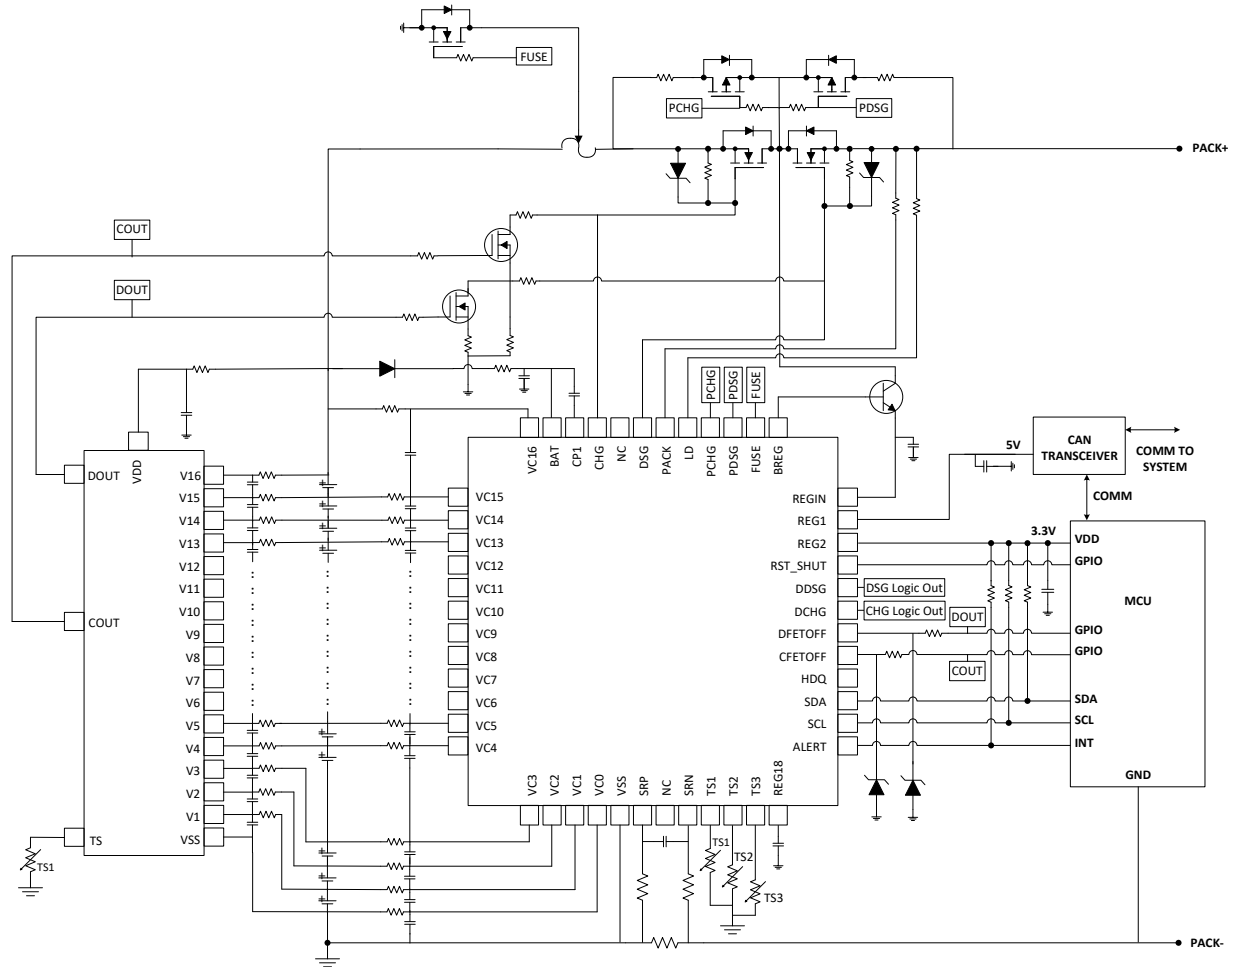 FUSE
PCHG
PDSG
PACK+
COUT
DOUT
PCHG
PDSG
FUSE
VDD
VC16
BAT
CP1
CHG
NC
DSG
PACK
LD
PCHG
PDSG
FUSE
BREG
5V
CAN
TRANSCEIVER
COMM TO
SYSTEM
COMM
DOUT
COUT
TS
V16
V15
V14
V13
V12
V11
V10
V9
V8
V7
V6
V5
V4
V3
V2
V1
VSS
TS1
VC15
VC14
VC13
VC12
VC11
VC10
VC9
VC8
VC7
VC6
VC5
VC4
REGIN
REG1
REG2
RST_SHUT
DDSG
DCHG
DFETOFF
CFETOFF
HDQ
SDA
SCL
ALERT
DSG Logic Out
CHG Logic Out
DOUT
COUT
3.3V
VDD
GPIO
MCU
GPIO
GPIO
SDA
SCL
INT
GND
VC3
VC2
VC1
VC0
VSS
SRP
NC
SRN
TS1
TS2
TS3
REG18
TS1
TS2
TS3
PACK-